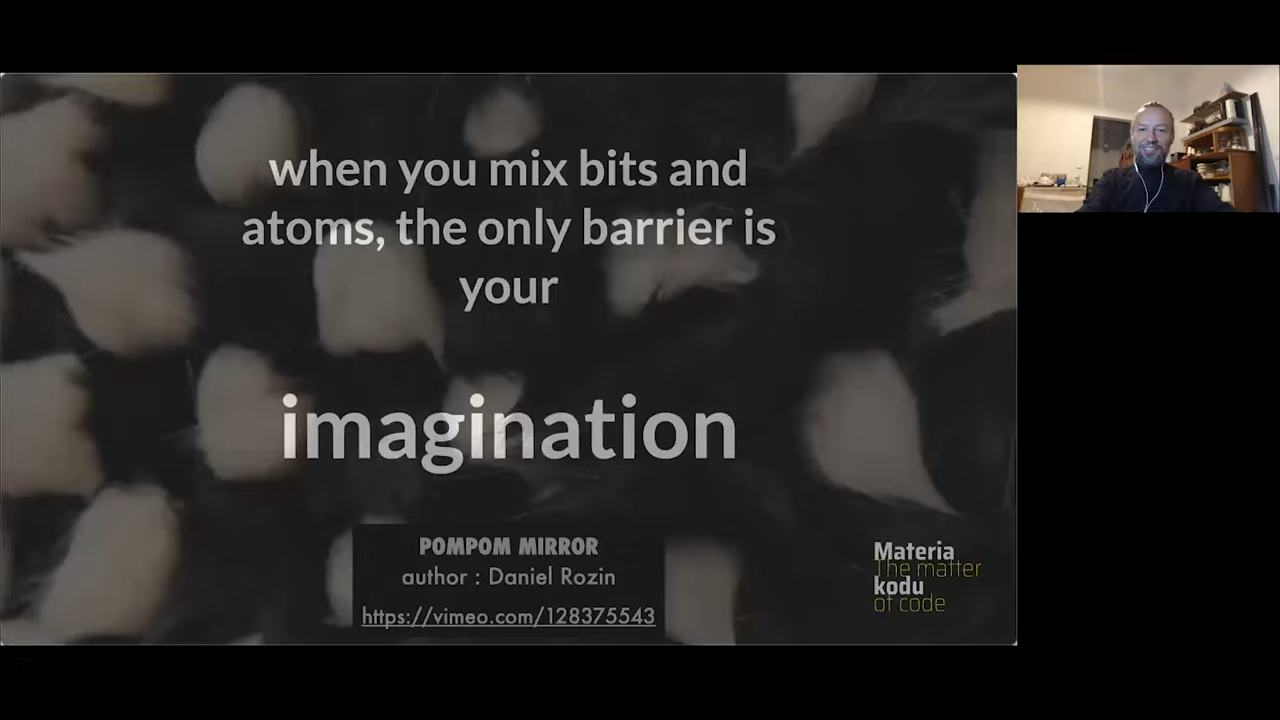 when you mix bits and
atoms, the only barrier is
your
imagination
POMPOM MIRROR
author : Daniel Rozin
https://vimeo.com/128375543
Materia
The matter
kodu
of code